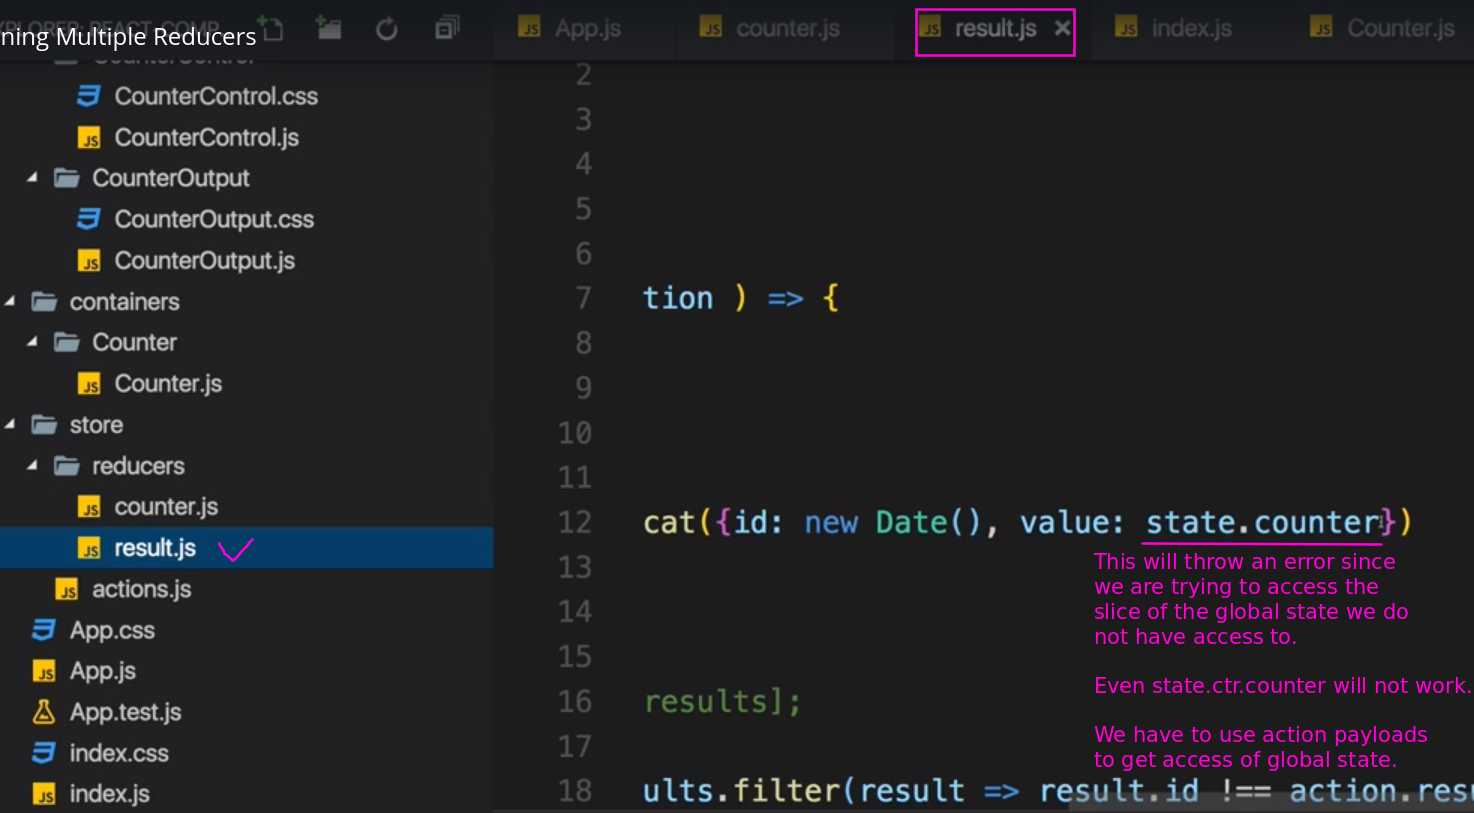 ning Multiple Reducers
App.js
counter.js
result.js
index.js
Counter.js
CounterControl.css
CounterControl.js
CounterOutput
CounterOutput.css
CounterOutput.js
containers
Counter
Counter.js
store
reducers
counter.js
result.js
actions.js
App.css
App.js
App.test.js
index.css
index.js
2
3
4
5
6
7 tion ) => {
8
9
10
11
12 cat({id: new Date(), value: state.counter})
This will throw an error since
13 we are trying to access the
14 slice of the global state we do
not have access to.
15
16 results];
Even state.ctr.counter will not work.
17 We have to use action payloads
to get access of global state.
18 ults.filter(result => result.id !== action.resu